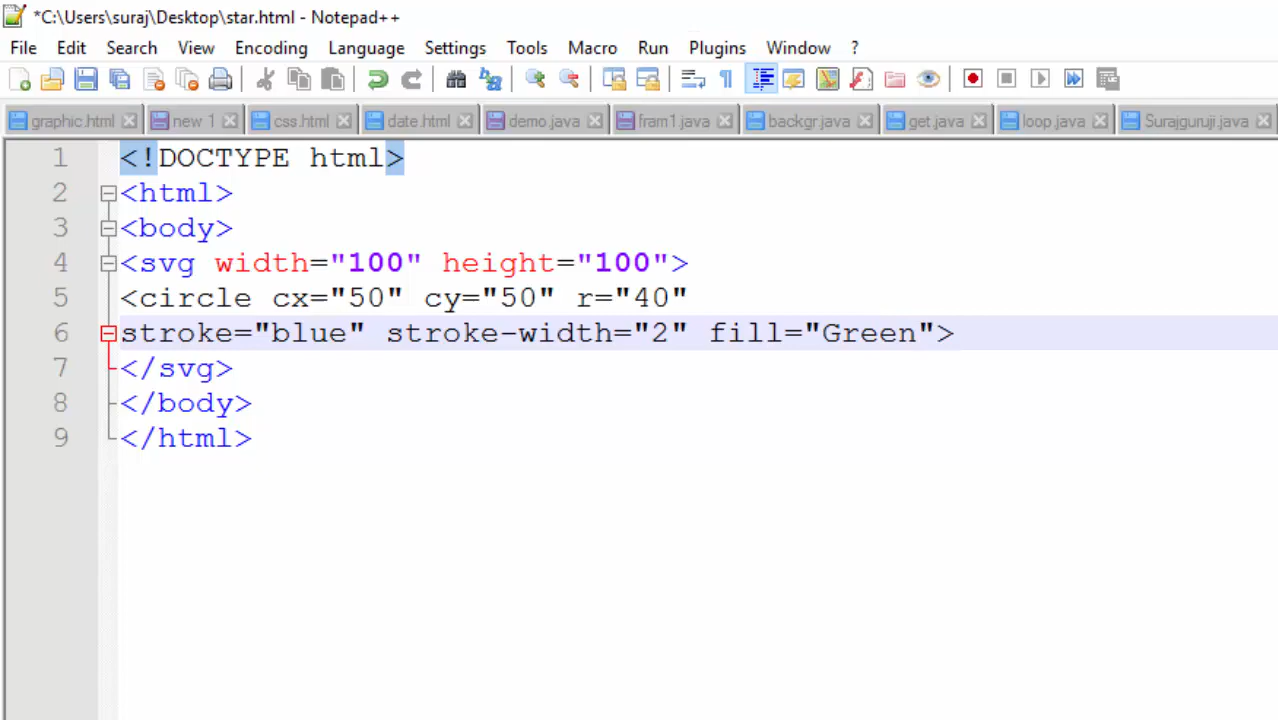 *C:\Users\suraj\Desktop\star.html - Notepad++
File Edit Search View Encoding Language Settings Tools Macro Run Plugins Window ?
graphic.html new 1 css.html date.html demo.java fram1.java backgr.java get.java loop.java Surajguruji.java
1 <!DOCTYPE html>
2 <html>
3 <body>
4 <svg width="100" height="100">
5 <circle cx="50" cy="50" r="40"
6 stroke="blue" stroke-width="2" fill="Green">
7 </svg>
8 </body>
9 </html>